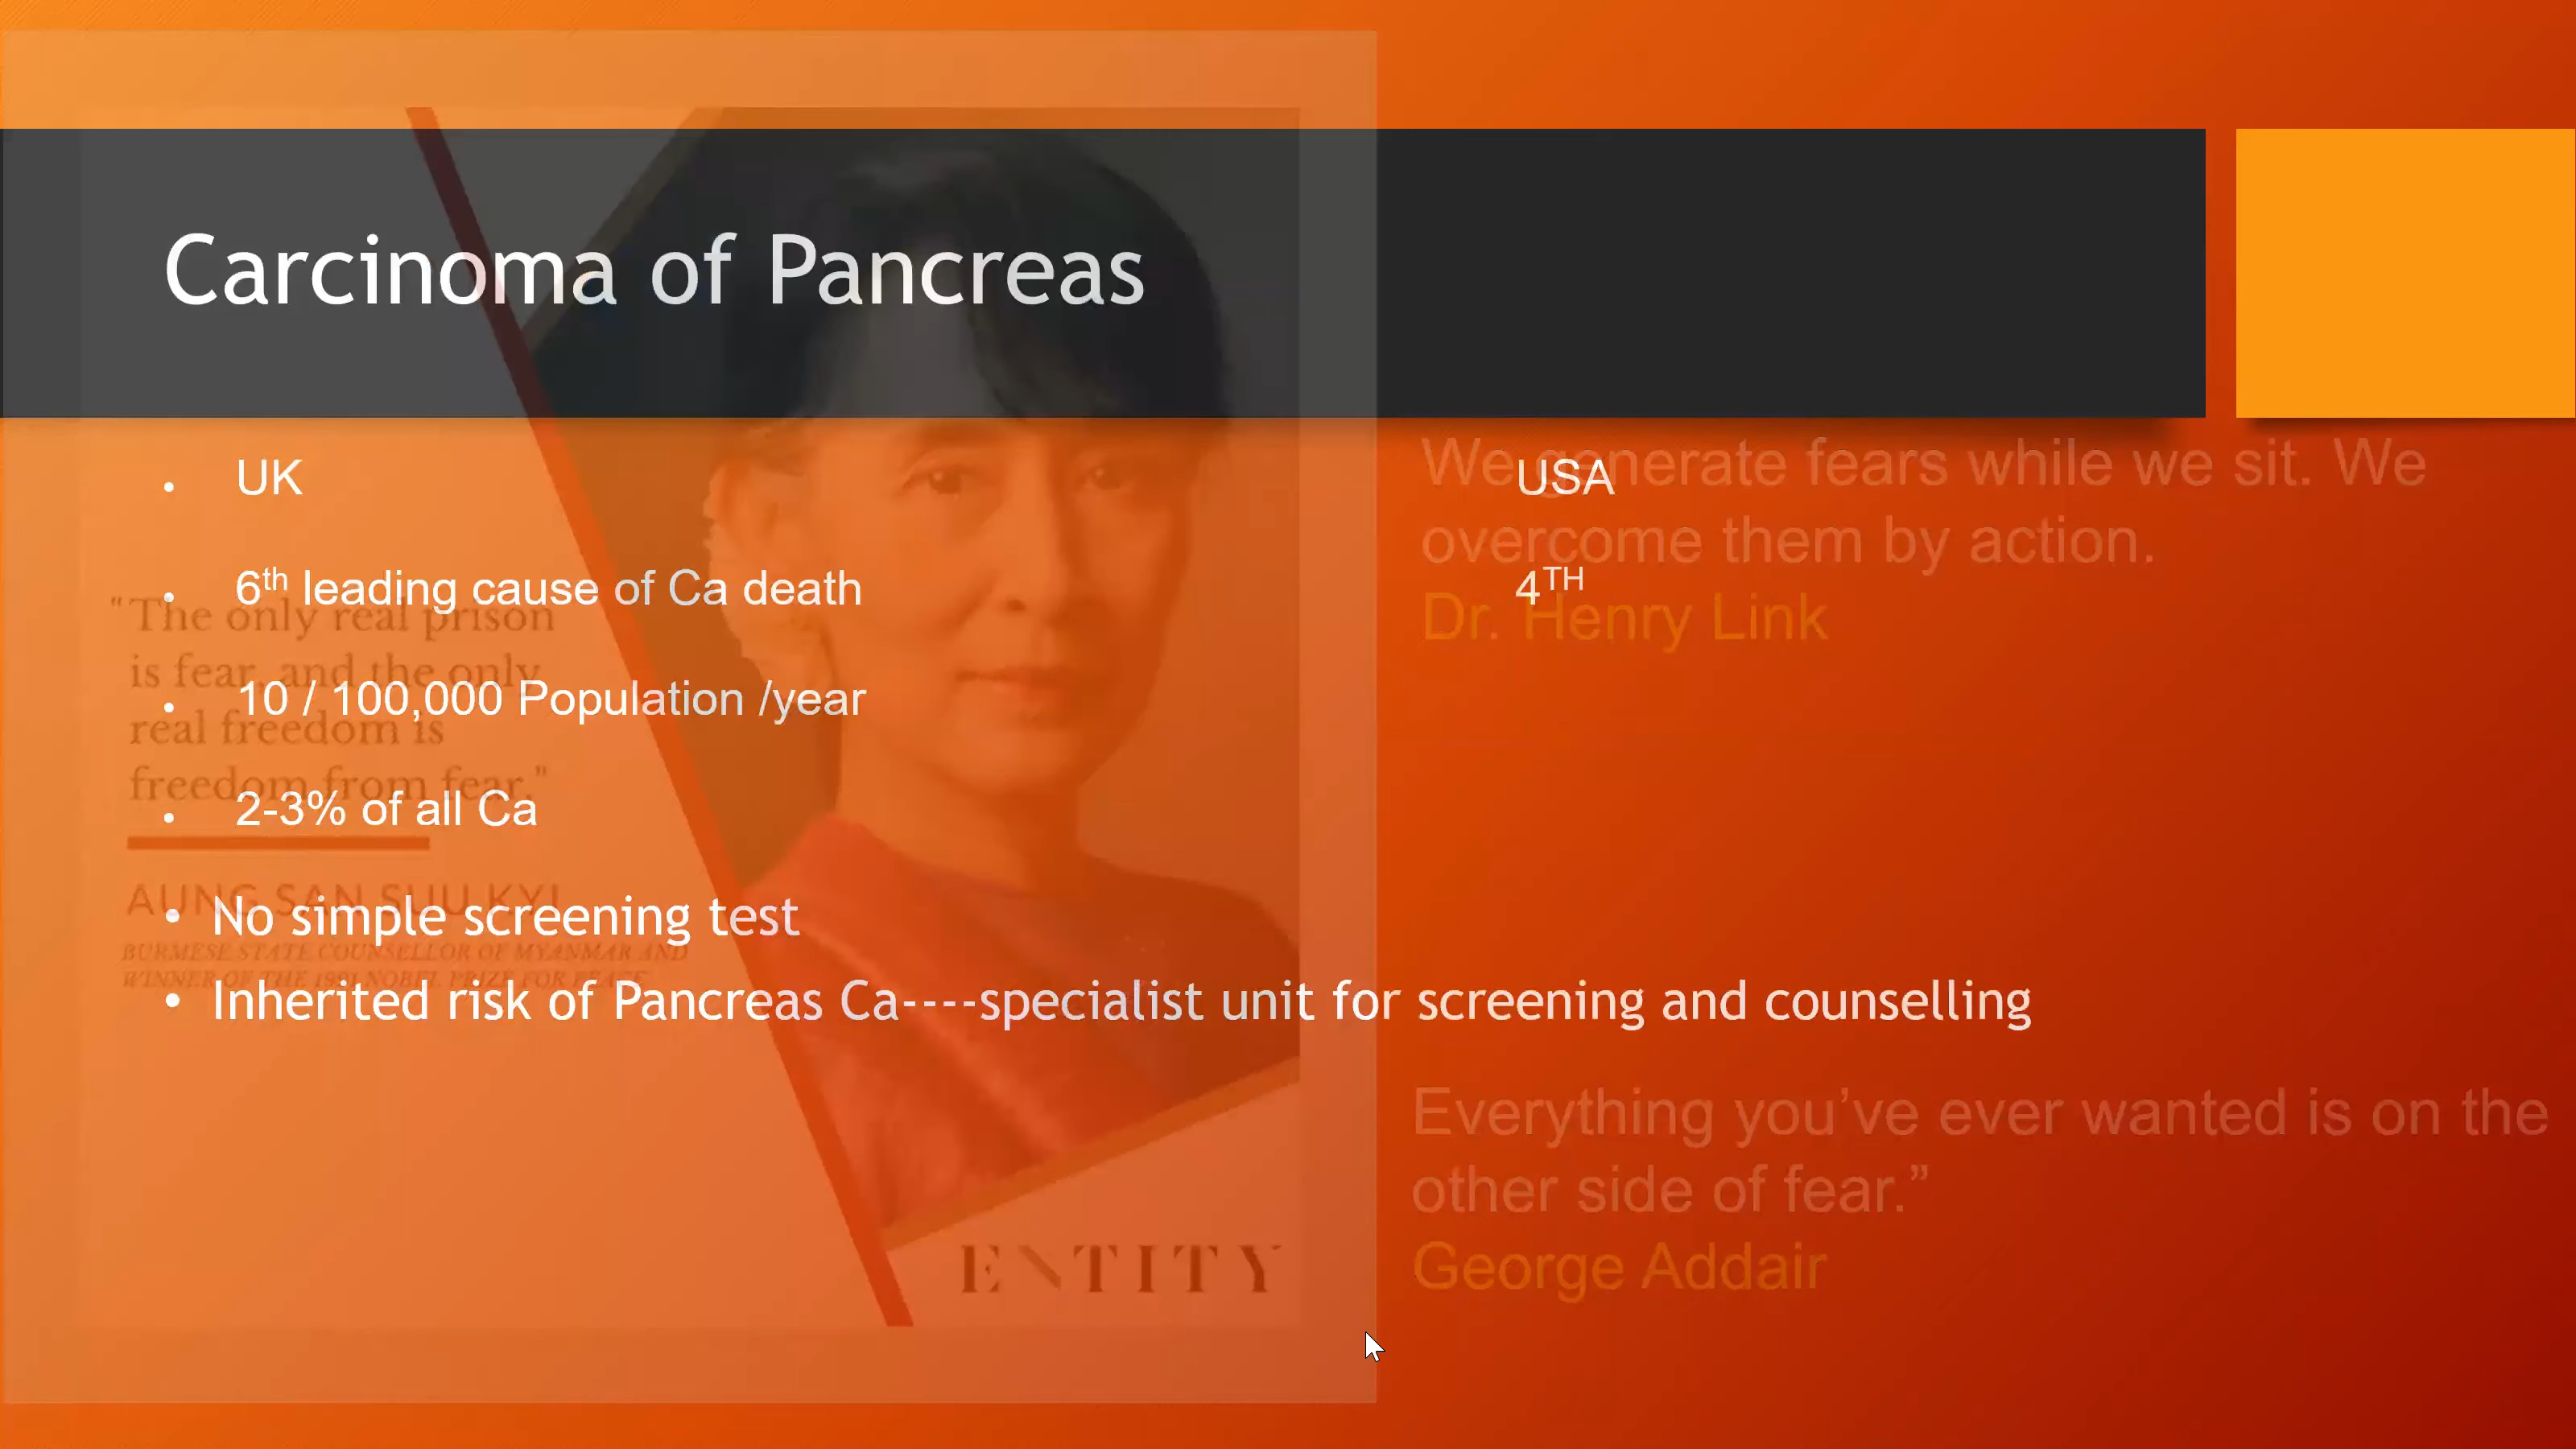 Carcinoma of Pancreas
UK USA
6th leading cause of Ca death 4TH
10 / 100,000 Population /year
2-3% of all Ca
• No simple screening test
• Inherited risk of Pancreas Ca----specialist unit for screening and counselling
"The only real prison
is fear, and the only
real freedom is
freedom from fear."
AUNG SAN SUU KYI
BURMESE STATE COUNSELLOR OF MYANMAR AND
WINNER OF THE 1991 NOBEL PRIZE FOR PEACE
ENTITY
We generate fears while we sit. We
overcome them by action.
Dr. Henry Link
Everything you’ve ever wanted is on the
other side of fear.”
George Addair